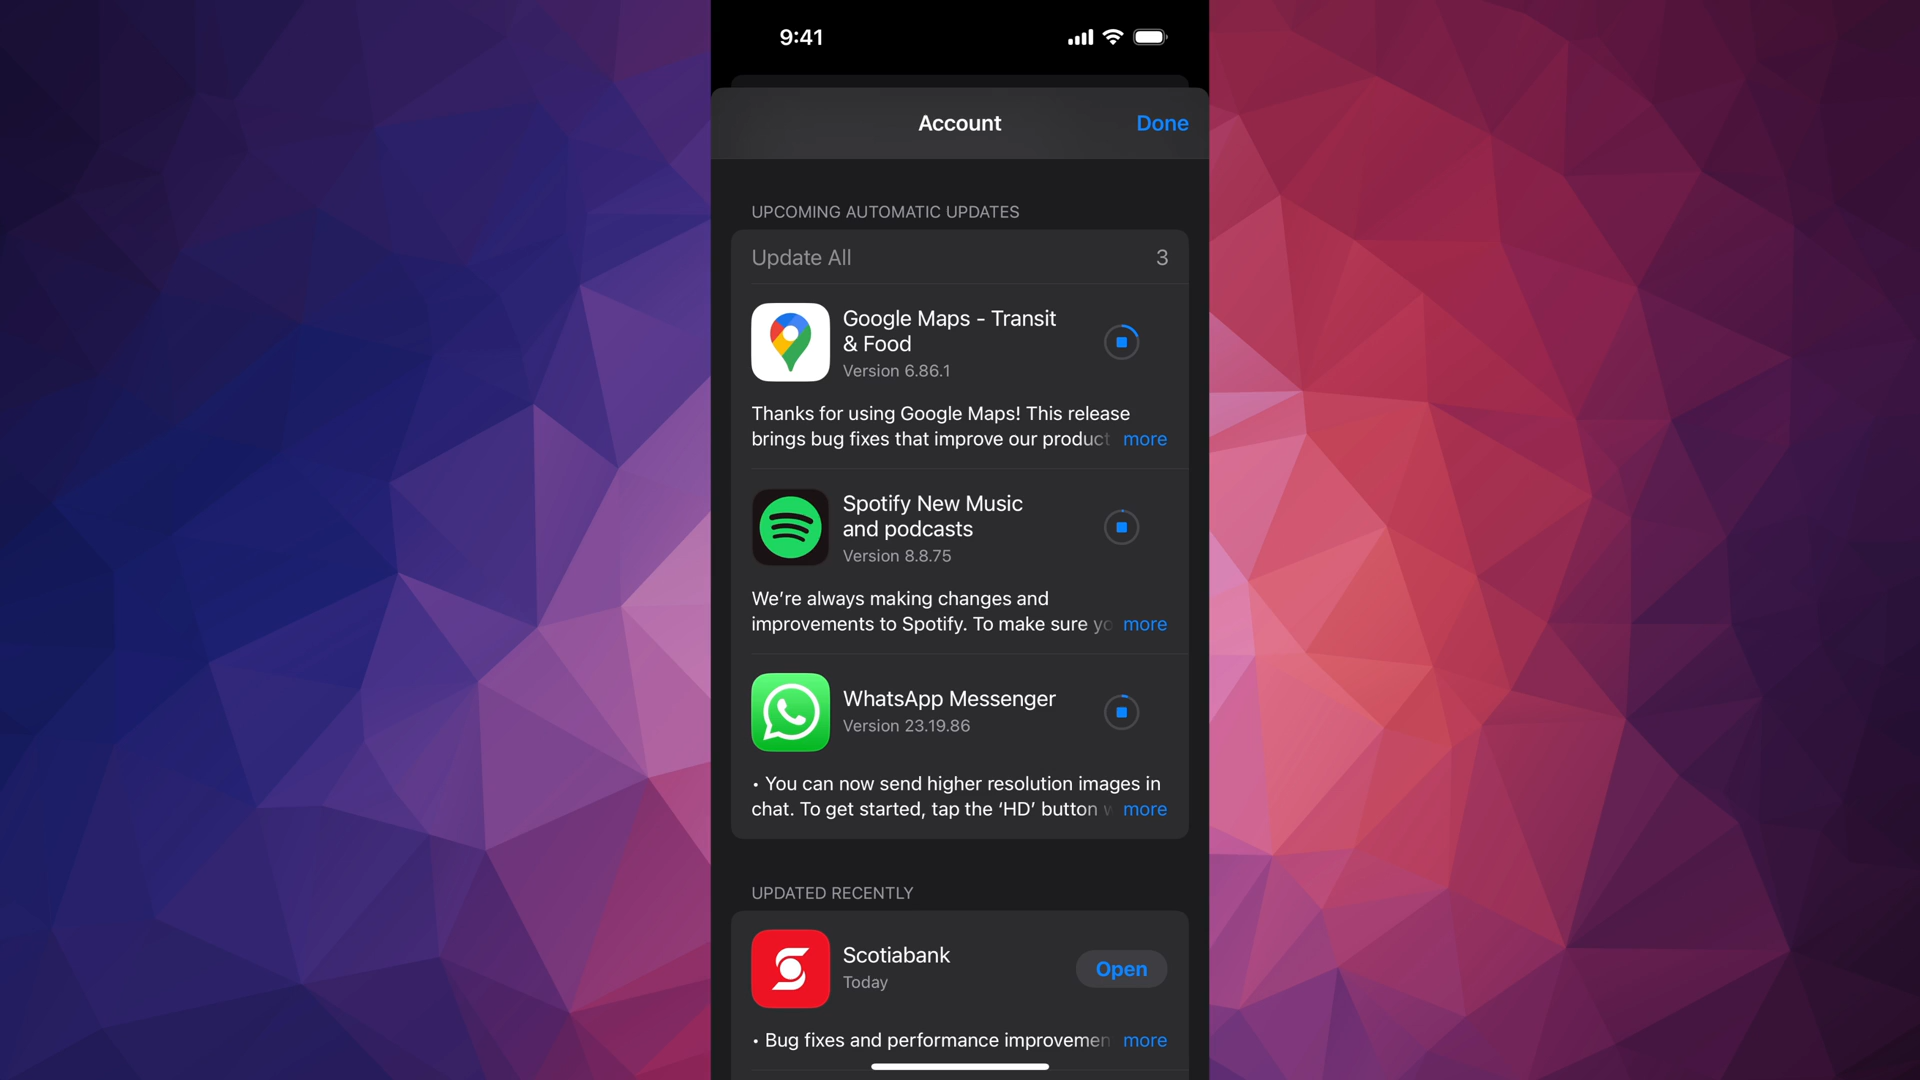 9:41
Account
Done
UPCOMING AUTOMATIC UPDATES
Update All
3
Google Maps - Transit
& Food
Version 6.86.1
Thanks for using Google Maps! This release
brings bug fixes that improve our product more
Spotify New Music
and podcasts
Version 8.8.75
We’re always making changes and
improvements to Spotify. To make sure yo more
WhatsApp Messenger
Version 23.19.86
• You can now send higher resolution images in
chat. To get started, tap the ‘HD’ button w more
UPDATED RECENTLY
Scotiabank
Today
Open
• Bug fixes and performance improvemen more